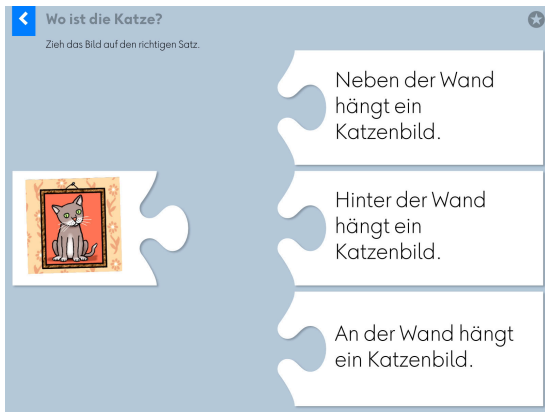 Wo ist die Katze?
Zieh das Bild auf den richtigen Satz.
Neben der Wand
hängt ein
Katzenbild.
Hinter der Wand
hängt ein
Katzenbild.
An der Wand hängt
ein Katzenbild.